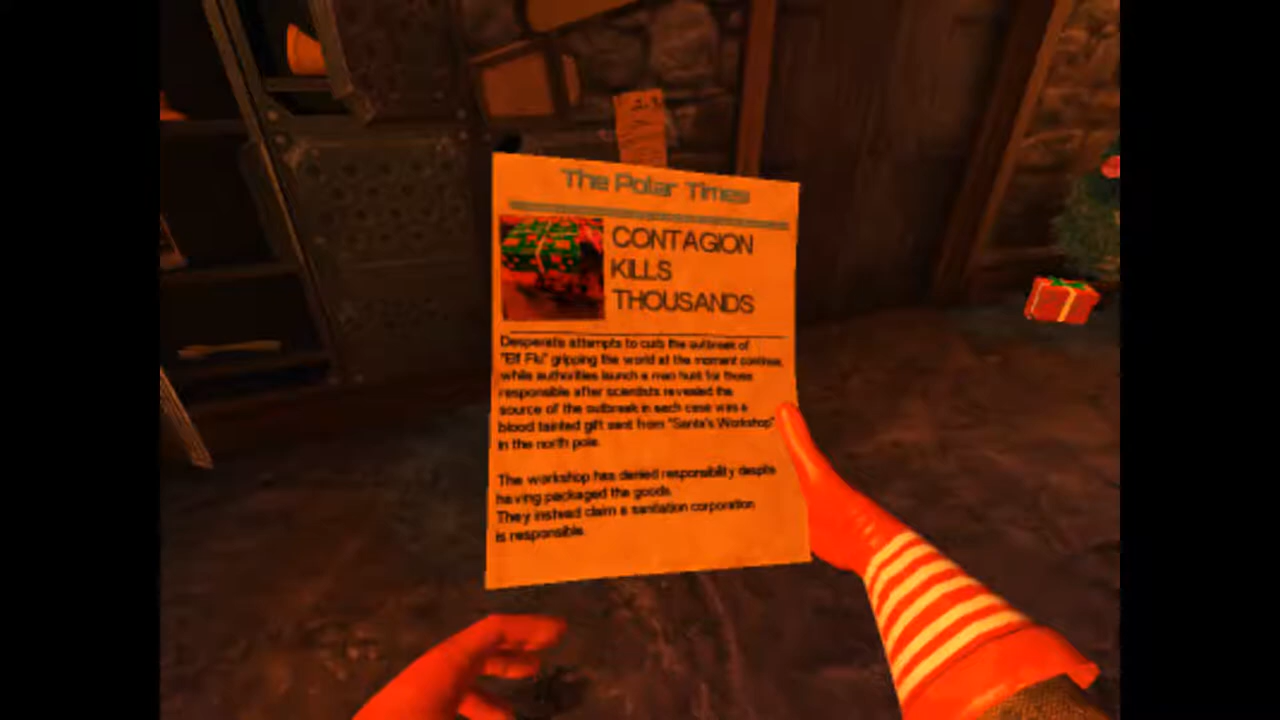 The Polar Times
CONTAGION
KILLS
THOUSANDS
Desperate attempts to curb the outbreak of
"Elf Flu" gripping the world at the moment continue,
while authorities launch a man hunt for those
responsible after scientists revealed the
source of the outbreak in each case was a
blood tainted gift sent from "Santa's Workshop"
in the north pole.
The workshop has denied responsibility despite
having packaged the goods.
They instead claim a sanitation corporation
is responsible.